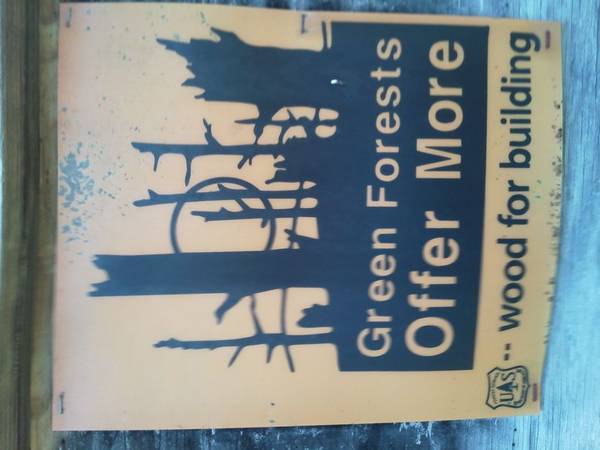 Green Forests
Offer More
-- wood for building
U S